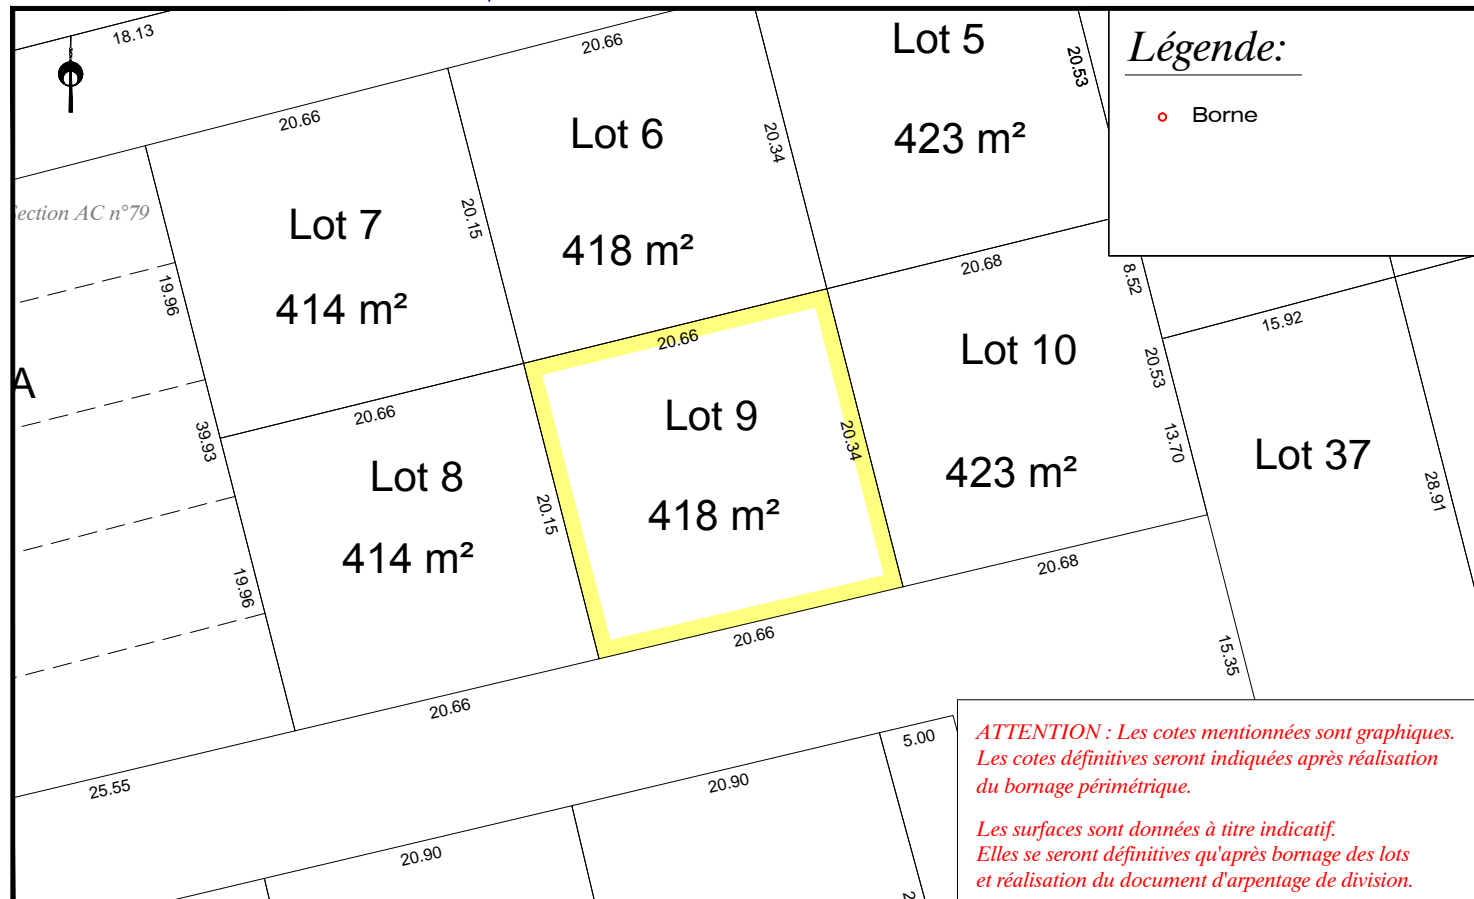 18.13
20.66
Lot 5
20.53
Légende:
Borne
20.66
Lot 6
20.34
423 m²
Section AC n°79
Lot 7
20.15
418 m²
20.68
8.52
19.96
414 m²
20.66
15.92
Lot 10
20.53
A
20.66
Lot 9
39.93
20.34
13.70
Lot 37
Lot 8
423 m²
28.91
20.15
418 m²
414 m²
19.96
20.68
20.66
15.35
20.66
5.00
25.55
20.90
20.90
ATTENTION : Les cotes mentionnées sont graphiques.
Les cotes définitives seront indiquées après réalisation
du bornage périmétrique.
Les surfaces sont données à titre indicatif.
Elles se seront définitives qu'après bornage des lots
et réalisation du document d'arpentage de division.